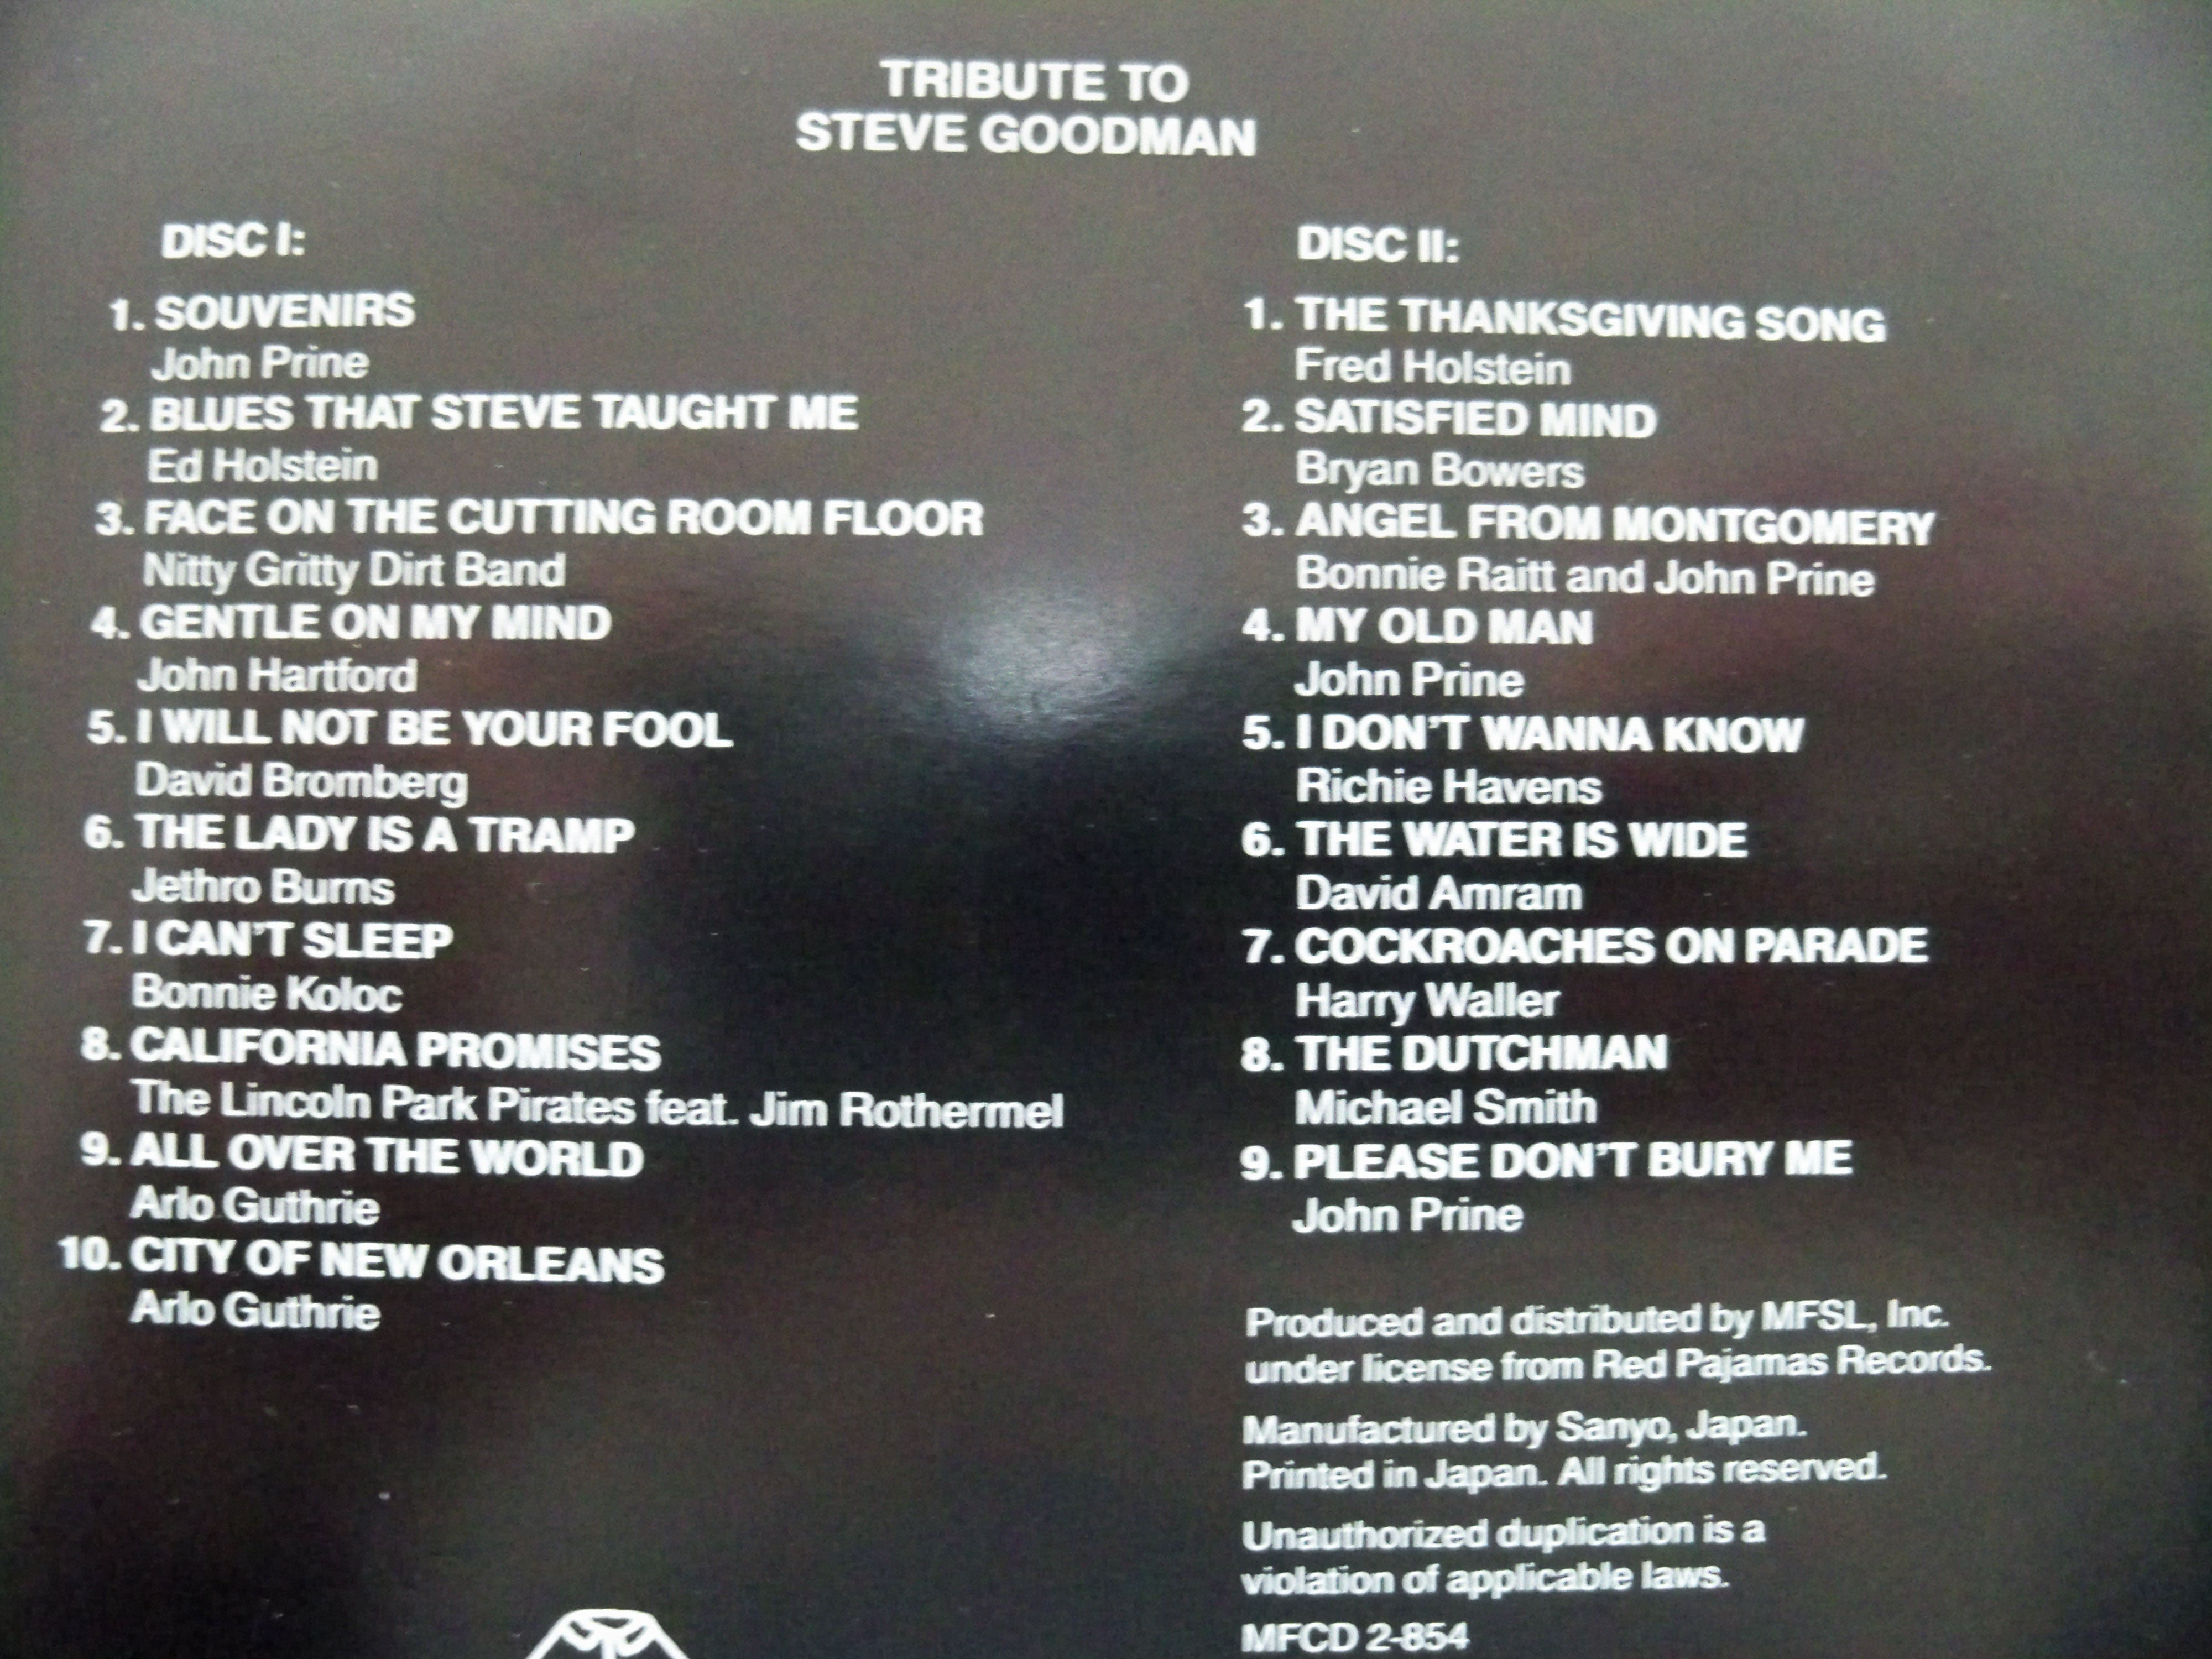 TRIBUTE TO
STEVE GOODMAN
DISC I:
1. SOUVENIRS
John Prine
2. BLUES THAT STEVE TAUGHT ME
Ed Holstein
3. FACE ON THE CUTTING ROOM FLOOR
Nitty Gritty Dirt Band
4. GENTLE ON MY MIND
John Hartford
5. I WILL NOT BE YOUR FOOL
David Bromberg
6. THE LADY IS A TRAMP
Jethro Burns
7. I CAN'T SLEEP
Bonnie Koloc
8. CALIFORNIA PROMISES
The Lincoln Park Pirates feat. Jim Rothermel
9. ALL OVER THE WORLD
Arlo Guthrie
10. CITY OF NEW ORLEANS
Arlo Guthrie
DISC II:
1. THE THANKSGIVING SONG
Fred Holstein
2. SATISFIED MIND
Bryan Bowers
3. ANGEL FROM MONTGOMERY
Bonnie Raitt and John Prine
4. MY OLD MAN
John Prine
5. I DON'T WANNA KNOW
Richie Havens
6. THE WATER IS WIDE
David Amram
7. COCKROACHES ON PARADE
Harry Waller
8. THE DUTCHMAN
Michael Smith
9. PLEASE DON'T BURY ME
John Prine
Produced and distributed by MFSL, Inc.
under license from Red Pajamas Records.
Manufactured by Sanyo, Japan.
Printed in Japan. All rights reserved.
Unauthorized duplication is a
violation of applicable laws.
MFCD 2-854